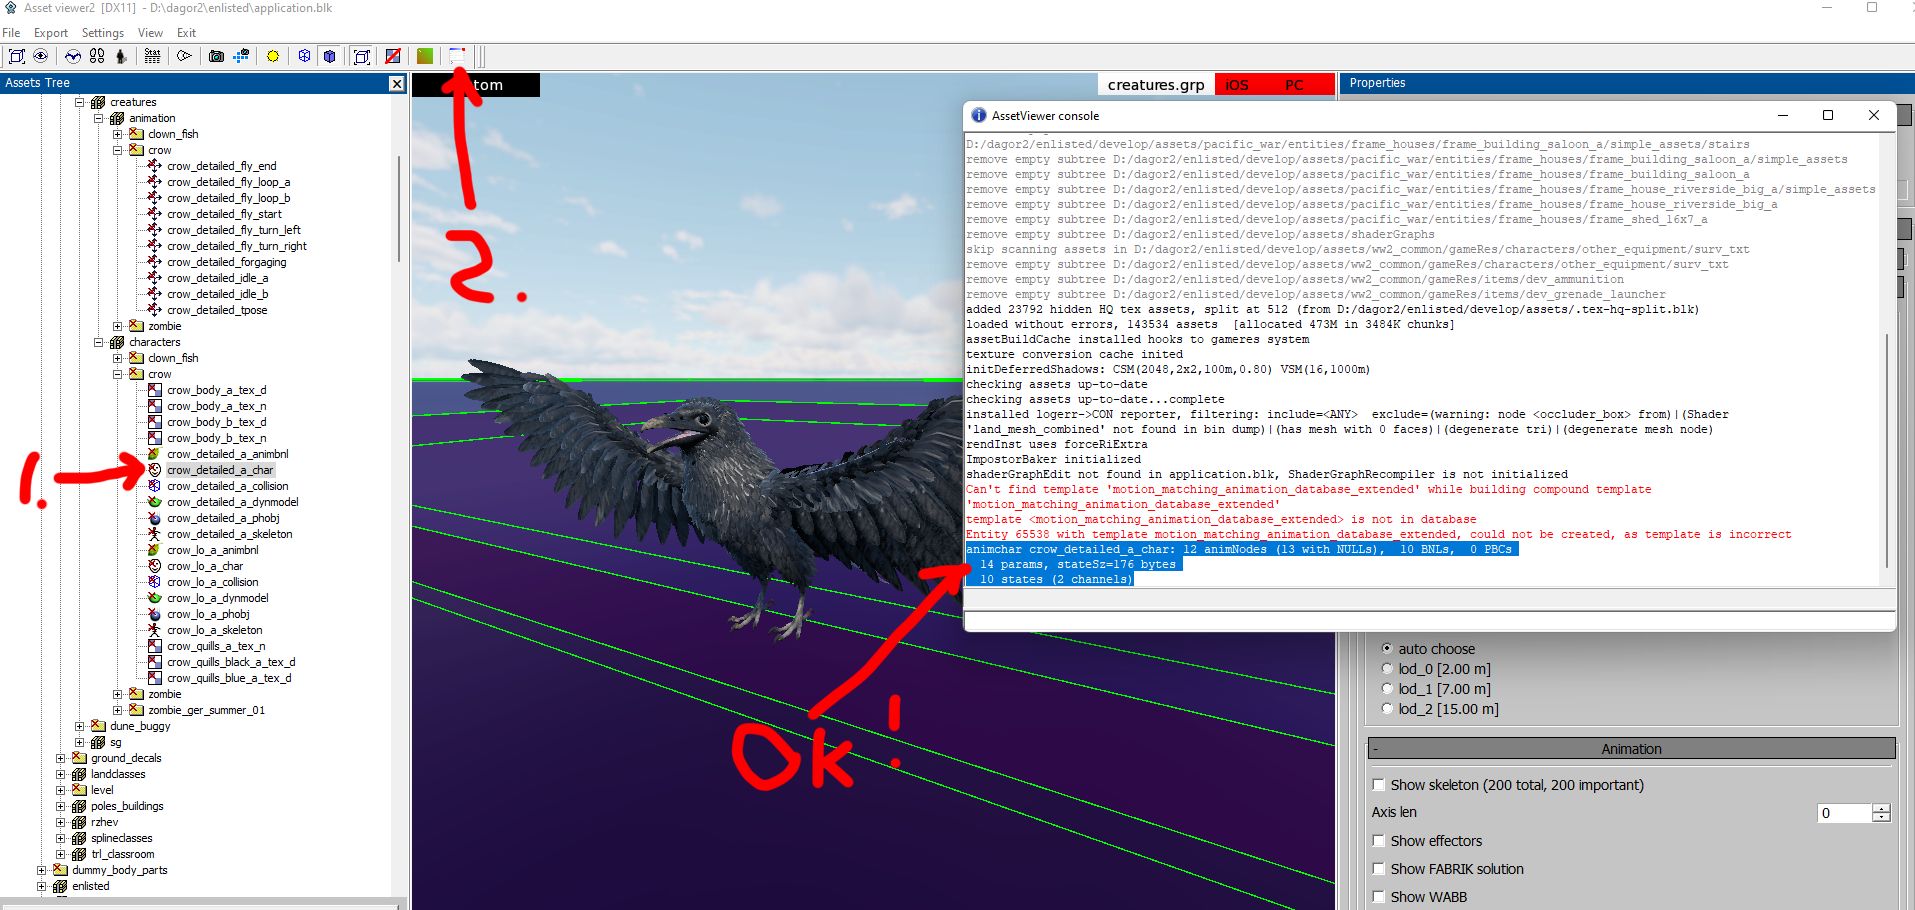 Asset viewer2 [DX11] - D:\dagor2\enlisted\application.blk
File Export Settings View Exit
Stat
Assets Tree
creatures
animation
clown_fish
crow
crow_detailed_fly_end
crow_detailed_fly_loop_a
crow_detailed_fly_loop_b
crow_detailed_fly_start
crow_detailed_fly_turn_left
crow_detailed_fly_turn_right
crow_detailed_forgaging
crow_detailed_idle_a
crow_detailed_idle_b
crow_detailed_tpose
zombie
characters
clown_fish
crow
crow_body_a_tex_d
crow_body_a_tex_n
crow_body_b_tex_d
crow_body_b_tex_n
crow_detailed_a_animbnl
crow_detailed_a_char
crow_detailed_a_collision
crow_detailed_a_dynmodel
crow_detailed_a_phobj
crow_detailed_a_skeleton
crow_lo_a_animbnl
crow_lo_a_char
crow_lo_a_collision
crow_lo_a_dynmodel
crow_lo_a_phobj
crow_lo_a_skeleton
crow_quills_a_tex_n
crow_quills_black_a_tex_d
crow_quills_blue_a_tex_d
zombie
zombie_ger_summer_01
dune_buggy
sg
ground_decals
landclasses
level
poles_buildings
rzhev
splineclasses
trl_classroom
dummy_body_parts
enlisted
1.
2.
tom
creatures.grp iOS PC
Ok!
Properties
AssetViewer console
D:/dagor2/enlisted/develop/assets/pacific_war/entities/frame_houses/frame_building_saloon_a/simple_assets/stairs
remove empty subtree D:/dagor2/enlisted/develop/assets/pacific_war/entities/frame_houses/frame_building_saloon_a/simple_assets
remove empty subtree D:/dagor2/enlisted/develop/assets/pacific_war/entities/frame_houses/frame_building_saloon_a
remove empty subtree D:/dagor2/enlisted/develop/assets/pacific_war/entities/frame_houses/frame_house_riverside_big_a/simple_assets
remove empty subtree D:/dagor2/enlisted/develop/assets/pacific_war/entities/frame_houses/frame_house_riverside_big_a
remove empty subtree D:/dagor2/enlisted/develop/assets/pacific_war/entities/frame_houses/frame_shed_16x7_a
remove empty subtree D:/dagor2/enlisted/develop/assets/shaderGraphs
skip scanning assets in D:/dagor2/enlisted/develop/assets/ww2_common/gameRes/characters/other_equipment/surv_txt
remove empty subtree D:/dagor2/enlisted/develop/assets/ww2_common/gameRes/characters/other_equipment/surv_txt
remove empty subtree D:/dagor2/enlisted/develop/assets/ww2_common/gameRes/items/dev_ammunition
remove empty subtree D:/dagor2/enlisted/develop/assets/ww2_common/gameRes/items/dev_grenade_launcher
added 23792 hidden HQ tex assets, split at 512 (from D:/dagor2/enlisted/develop/assets/.tex-hq-split.blk)
loaded without errors, 143534 assets [allocated 473M in 3484K chunks]
assetBuildCache installed hooks to gameres system
texture conversion cache inited
initDeferredShadows: CSM(2048,2x2,100m,0.80) VSM(16,1000m)
checking assets up-to-date
checking assets up-to-date...complete
installed logerr->CON reporter, filtering: include=<ANY> exclude=(warning: node <occluder_box> from)|(Shader
'land_mesh_combined' not found in bin dump)|(has mesh with 0 faces)|(degenerate tri)|(degenerate mesh node)
rendInst uses forceRiExtra
ImpostorBaker initialized
shaderGraphEdit not found in application.blk, ShaderGraphRecompiler is not initialized
Can't find template 'motion_matching_animation_database_extended' while building compound template
'motion_matching_animation_database_extended'
template <motion_matching_animation_database_extended> is not in database
Entity 65538 with template motion_matching_animation_database_extended, could not be created, as template is incorrect
animchar crow_detailed_a_char: 12 animNodes (13 with NULLs), 10 BNLs, 0 PBCs
14 params, stateSz=176 bytes
10 states (2 channels)
auto choose
lod_0 [2.00 m]
lod_1 [7.00 m]
lod_2 [15.00 m]
- Animation
Show skeleton (200 total, 200 important)
Axis len 0
Show effectors
Show FABRIK solution
Show WABB